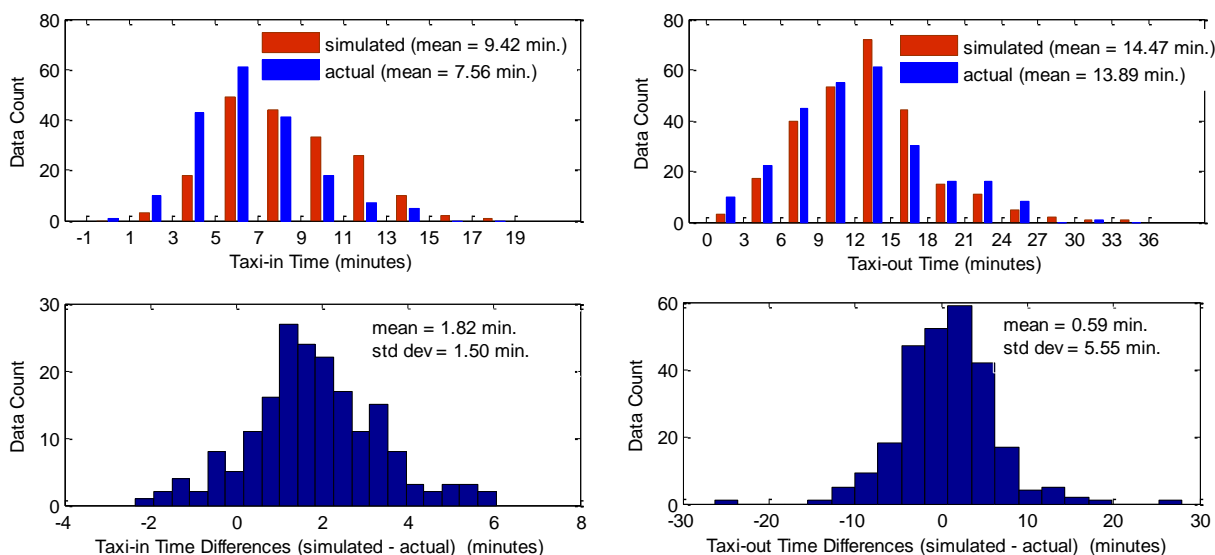 80
60
40
20
0
Data Count
simulated (mean = 9.42 min.)
actual (mean = 7.56 min.)
-1 1 3 5 7 9 11 13 15 17 19
Taxi-in Time (minutes)
80
60
40
20
0
Data Count
simulated (mean = 14.47 min.)
actual (mean = 13.89 min.)
0 3 6 9 12 15 18 21 24 27 30 33 36
Taxi-out Time (minutes)
30
20
10
0
Data Count
mean = 1.82 min.
std dev = 1.50 min.
-4 -2 0 2 4 6 8
Taxi-in Time Differences (simulated - actual) (minutes)
60
40
20
0
Data Count
mean = 0.59 min.
std dev = 5.55 min.
-30 -20 -10 0 10 20 30
Taxi-out Time Differences (simulated - actual) (minutes)